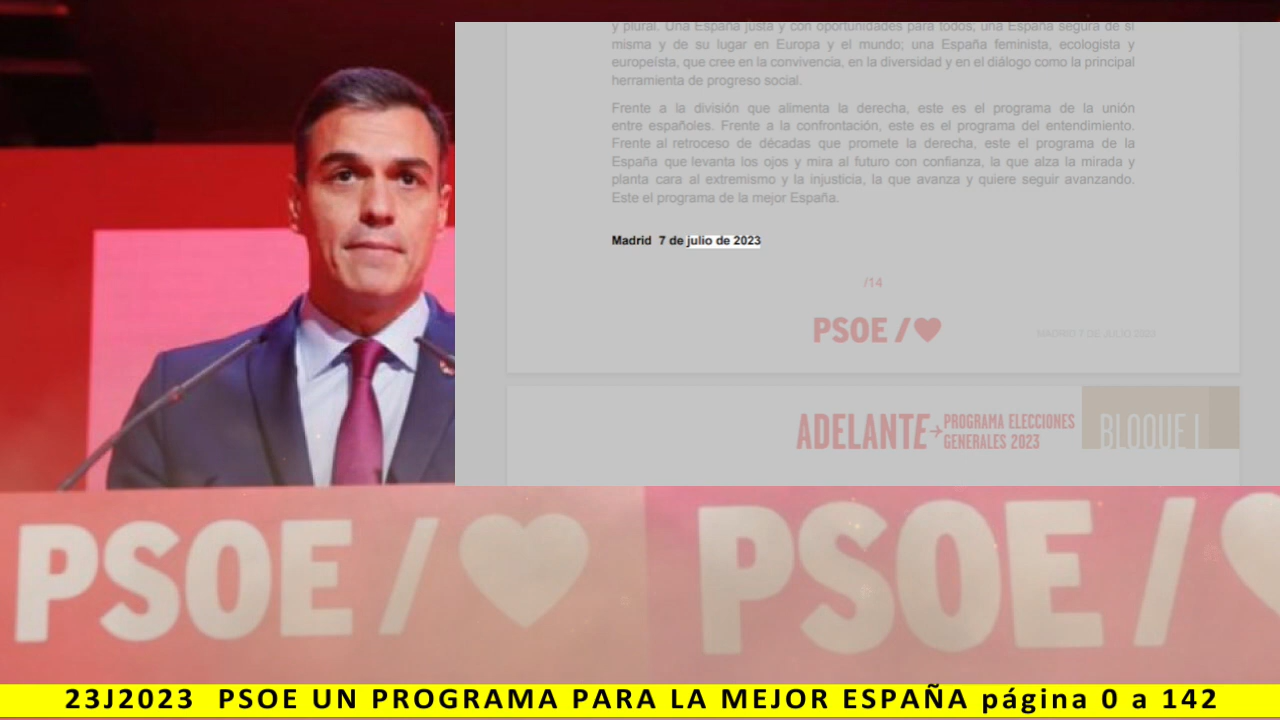 y plural. Una España justa y con oportunidades para todos; una España segura de sí
misma y de su lugar en Europa y el mundo; una España feminista, ecologista y
europeísta, que cree en la convivencia, en la diversidad y en el diálogo como la principal
herramienta de progreso social.
Frente a la división que alimenta la derecha, este es el programa de la unión
entre españoles. Frente a la confrontación, este es el programa del entendimiento.
Frente al retroceso de décadas que promete la derecha, este el programa de la
España que levanta los ojos y mira al futuro con confianza, la que alza la mirada y
planta cara al extremismo y la injusticia, la que avanza y quiere seguir avanzando.
Este el programa de la mejor España.
Madrid 7 de julio de 2023
/14
PSOE /
MADRID 7 DE JULIO 2023
ADELANTE→PROGRAMA ELECCIONES
GENERALES 2023
BLOQUE I
PSOE / PSOE /
23J2023 PSOE UN PROGRAMA PARA LA MEJOR ESPAÑA página 0 a 142